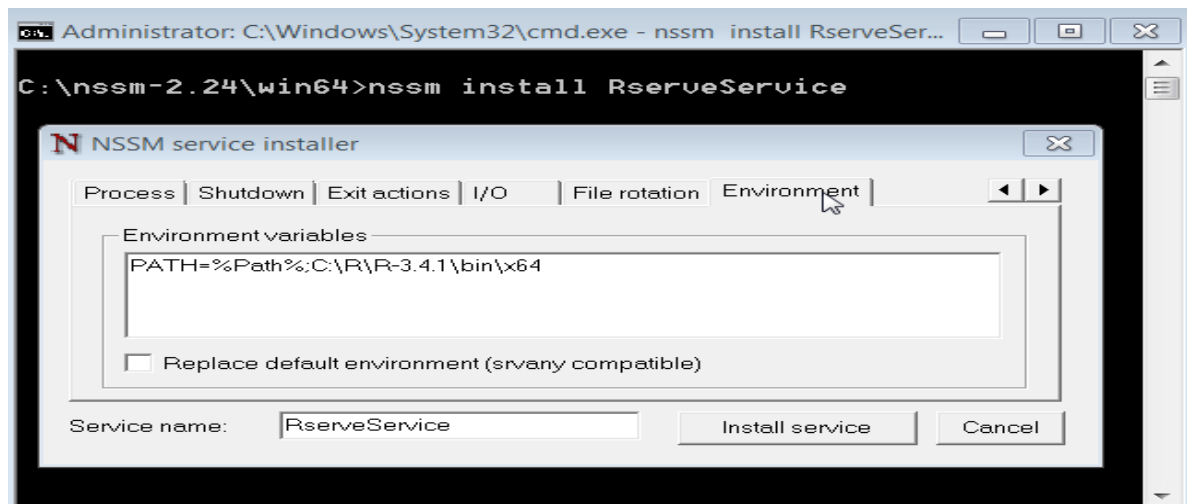 Administrator: C:\Windows\System32\cmd.exe - nssm  install RserveSer...
C:\nssm-2.24\win64>nssm install RserveService
NSSM service installer
Process Shutdown Exit actions I/O File rotation Environment
Environment variables
PATH=%Path%;C:\R\R-3.4.1\bin\x64
Replace default environment (srvany compatible)
Service name: RserveService Install service Cancel